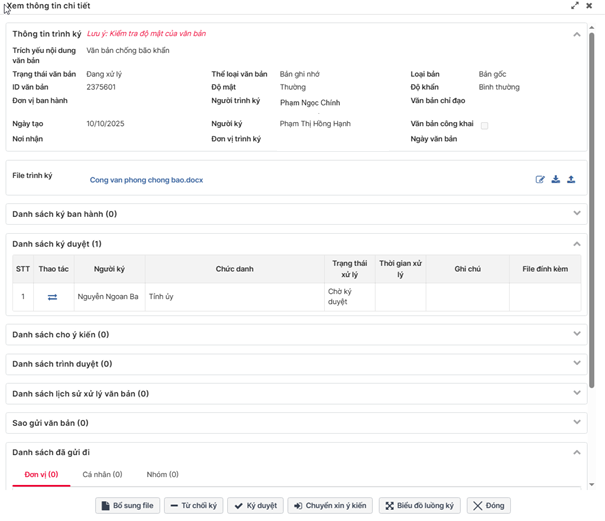 Xem thông tin chi tiết
Thông tin trình ký Lưu ý: Kiểm tra độ mật của văn bản
Trích yếu nội dung văn bản Văn bản chống bão khẩn
Trạng thái văn bản Đang xử lý Thể loại văn bản Bản ghi nhớ Loại bản Bản gốc
ID văn bản 2375601 Độ mật Thường Độ khẩn Bình thường
Đơn vị ban hành Người trình ký Phạm Ngọc Chính Văn bản chỉ đạo
Ngày tạo 10/10/2025 Người ký Phạm Thị Hồng Hạnh Văn bản công khai
Nơi nhận Đơn vị trình ký Ngày văn bản
File trình ký Cong van phong chong bao.docx
Danh sách ký ban hành (0)
Danh sách ký duyệt (1)
STT Thao tác Người ký Chức danh Trạng thái xử lý Thời gian xử lý Ghi chú File đính kèm
1 Nguyễn Ngoan Ba Tỉnh ủy Chờ ký duyệt
Danh sách cho ý kiến (0)
Danh sách trình duyệt (0)
Danh sách lịch sử xử lý văn bản (0)
Sao gửi văn bản (0)
Danh sách đã gửi đi
Đơn vị (0) Cá nhân (0) Nhóm (0)
Bổ sung file Từ chối ký Ký duyệt Chuyển xin ý kiến Biểu đồ luồng ký Đóng